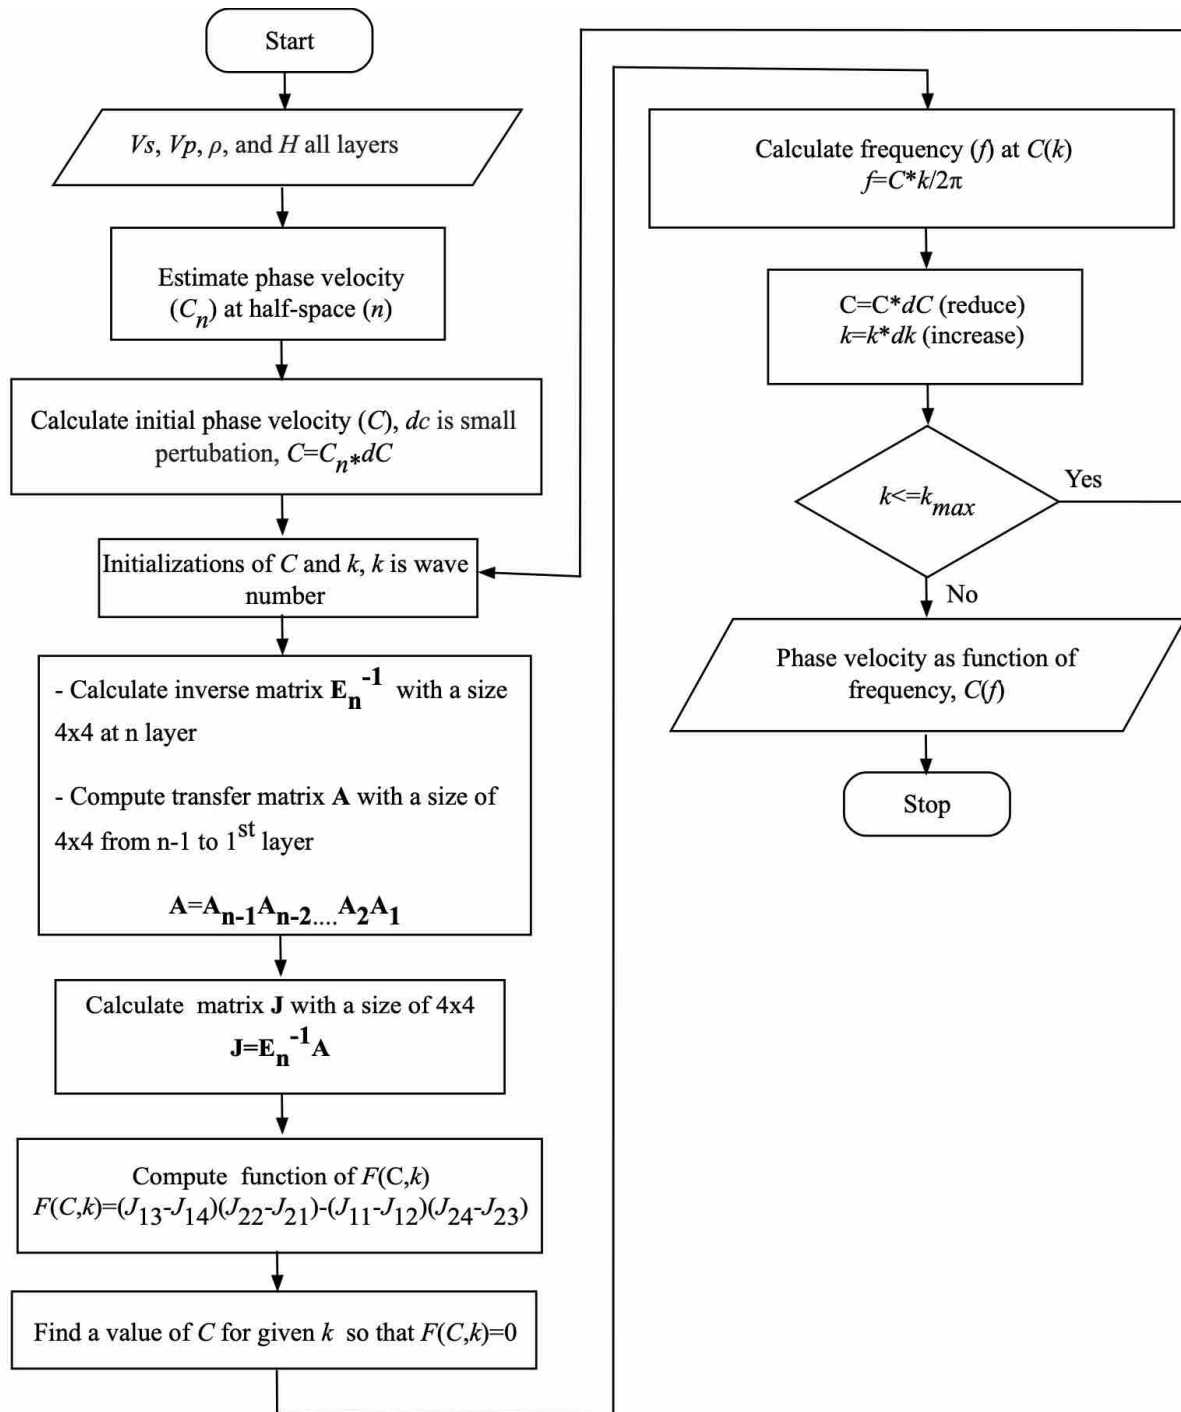 Start
Vs, Vp, ρ, and H all layers
Estimate phase velocity
(Cn) at half-space (n)
Calculate initial phase velocity (C), dc is small
pertubation, C=Cn*dC
Initializations of C and k, k is wave
number
- Calculate inverse matrix En-1 with a size
4x4 at n layer
- Compute transfer matrix A with a size of
4x4 from n-1 to 1st layer
A=An-1An-2....A2A1
Calculate matrix J with a size of 4x4
J=En-1A
Compute function of F(C,k)
F(C,k)=(J13-J14)(J22-J21)-(J11-J12)(J24-J23)
Find a value of C for given k so that F(C,k)=0
Calculate frequency (f) at C(k)
f=C*k/2π
C=C*dC (reduce)
k=k*dk (increase)
k<=kmax
Yes
No
Phase velocity as function of
frequency, C(f)
Stop